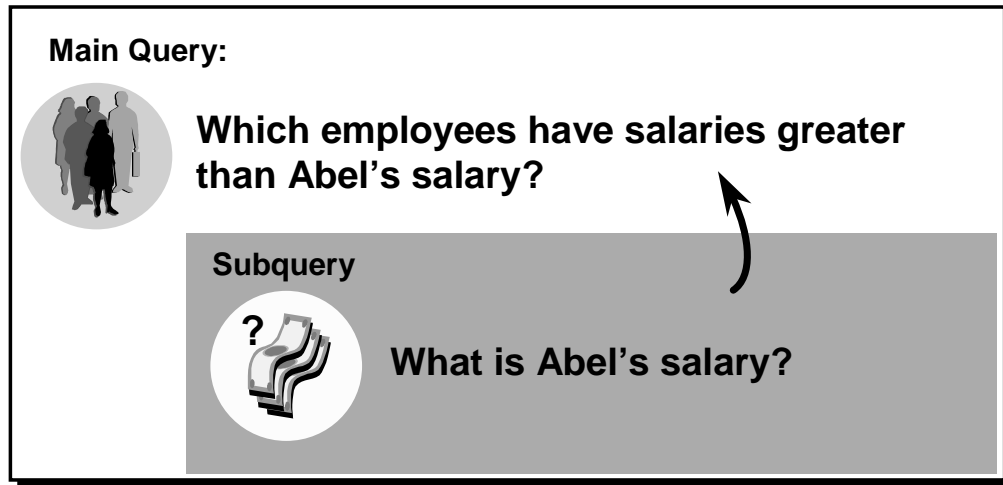 Main Query:
Which employees have salaries greater
than Abel’s salary?
Subquery
?
What is Abel’s salary?